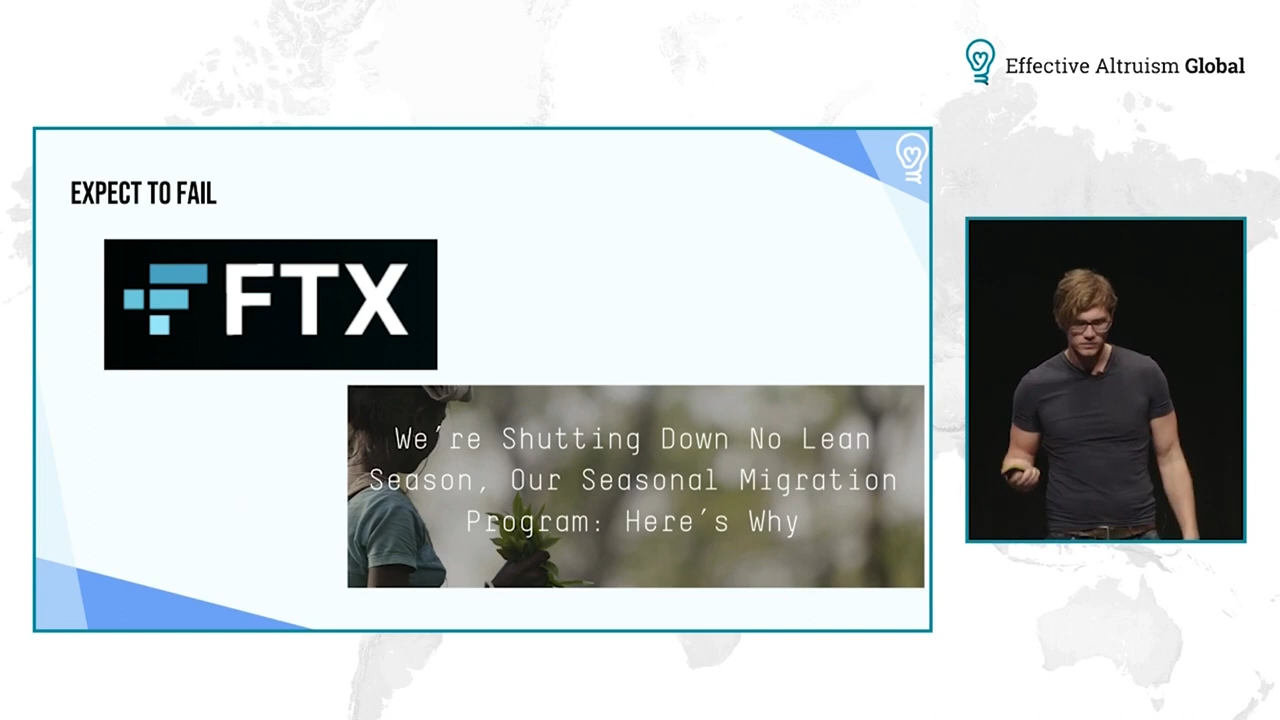 Effective Altruism Global
EXPECT TO FAIL
FTX
We're Shutting Down No Lean
Season, Our Seasonal Migration
Program: Here's Why